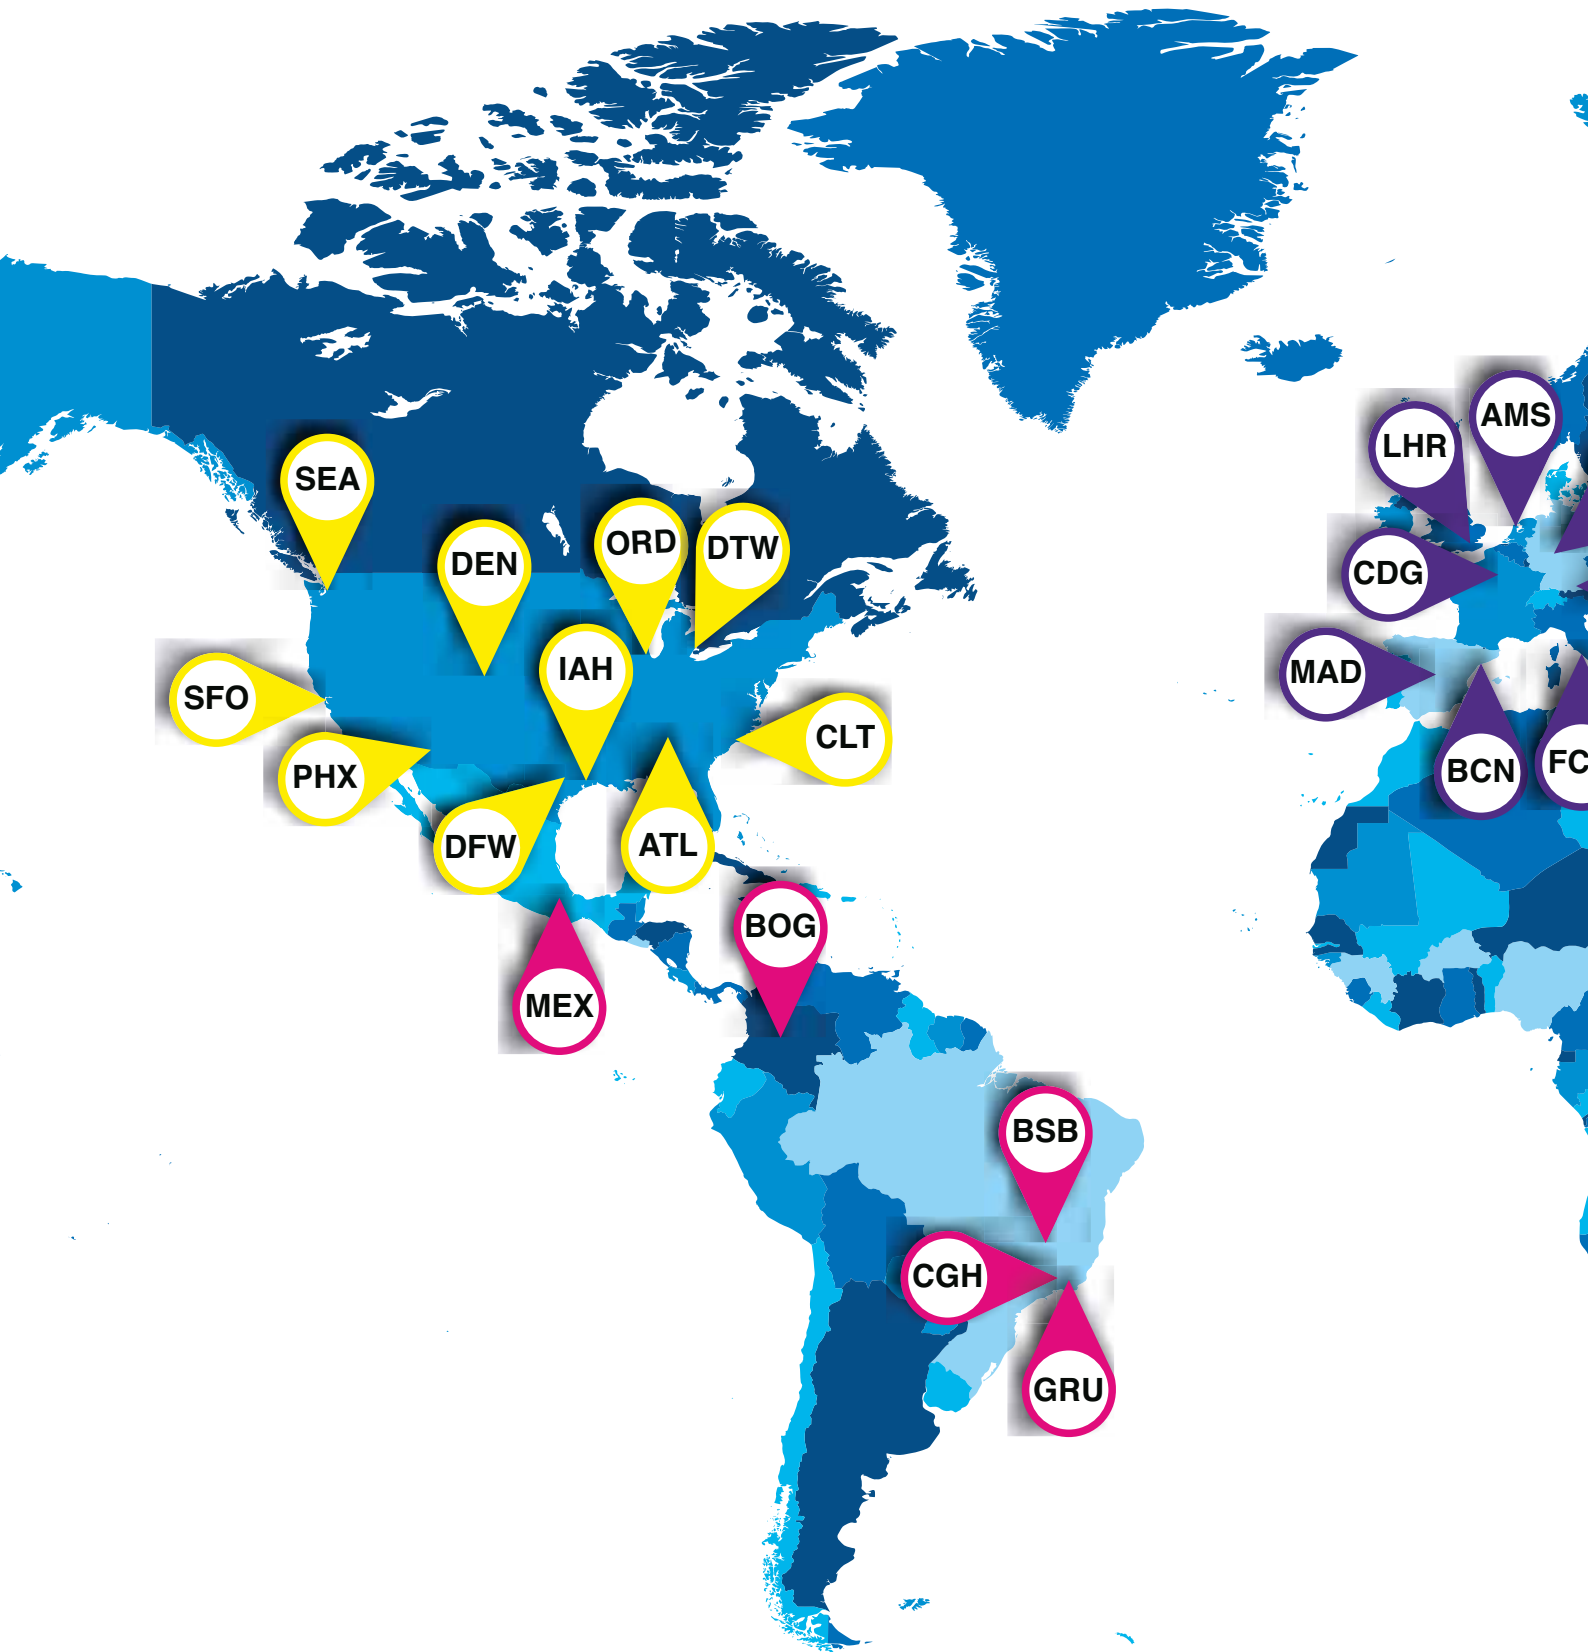 AMS
LHR
SEA
ORD
DTW
DEN
CDG
IAH
MAD
SFO
CLT
FC
BCN
PHX
ATL
DFW
BOG
MEX
BSB
CGH
GRU